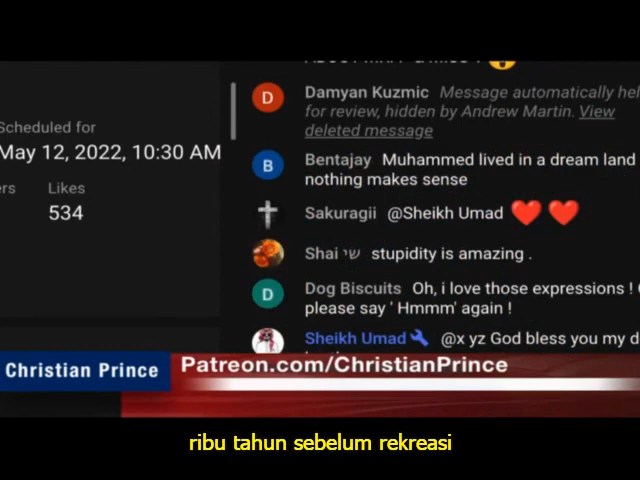 Damyan Kuzmic Message automatically hel
for review, hidden by Andrew Martin. View
deleted message
Scheduled for
May 12, 2022, 10:30 AM
Likes
534
Bentajay Muhammed lived in a dream land
nothing makes sense
Sakuragii @Sheikh Umad ❤️ ❤️
Shai שי stupidity is amazing .
Dog Biscuits Oh, i love those expressions !
please say ' Hmmm' again !
Sheikh Umad @x yz God bless you my d
Christian Prince
Patreon.com/ChristianPrince
ribu tahun sebelum rekreasi